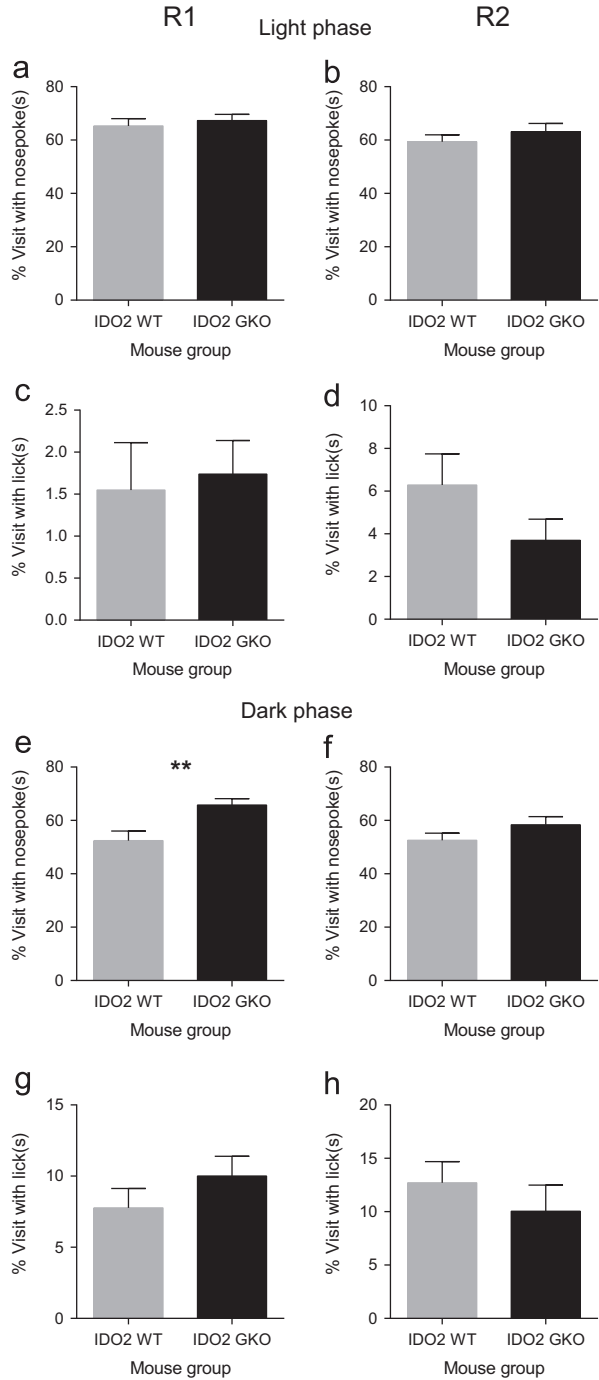 R1
R2
Light phase
a
% Visit with nosepoke(s)
80
60
40
20
0
IDO2 WT
IDO2 GKO
Mouse group
b
% Visit with nosepoke(s)
80
60
40
20
0
IDO2 WT
IDO2 GKO
Mouse group
c
% Visit with lick(s)
2.5
2.0
1.5
1.0
0.5
0.0
IDO2 WT
IDO2 GKO
Mouse group
d
% Visit with lick(s)
10
8
6
4
2
0
IDO2 WT
IDO2 GKO
Mouse group
Dark phase
e
% Visit with nosepoke(s)
80
60
40
20
0
**
IDO2 WT
IDO2 GKO
Mouse group
f
% Visit with nosepoke(s)
80
60
40
20
0
IDO2 WT
IDO2 GKO
Mouse group
g
% Visit with lick(s)
15
10
5
0
IDO2 WT
IDO2 GKO
Mouse group
h
% Visit with lick(s)
20
15
10
5
0
IDO2 WT
IDO2 GKO
Mouse group